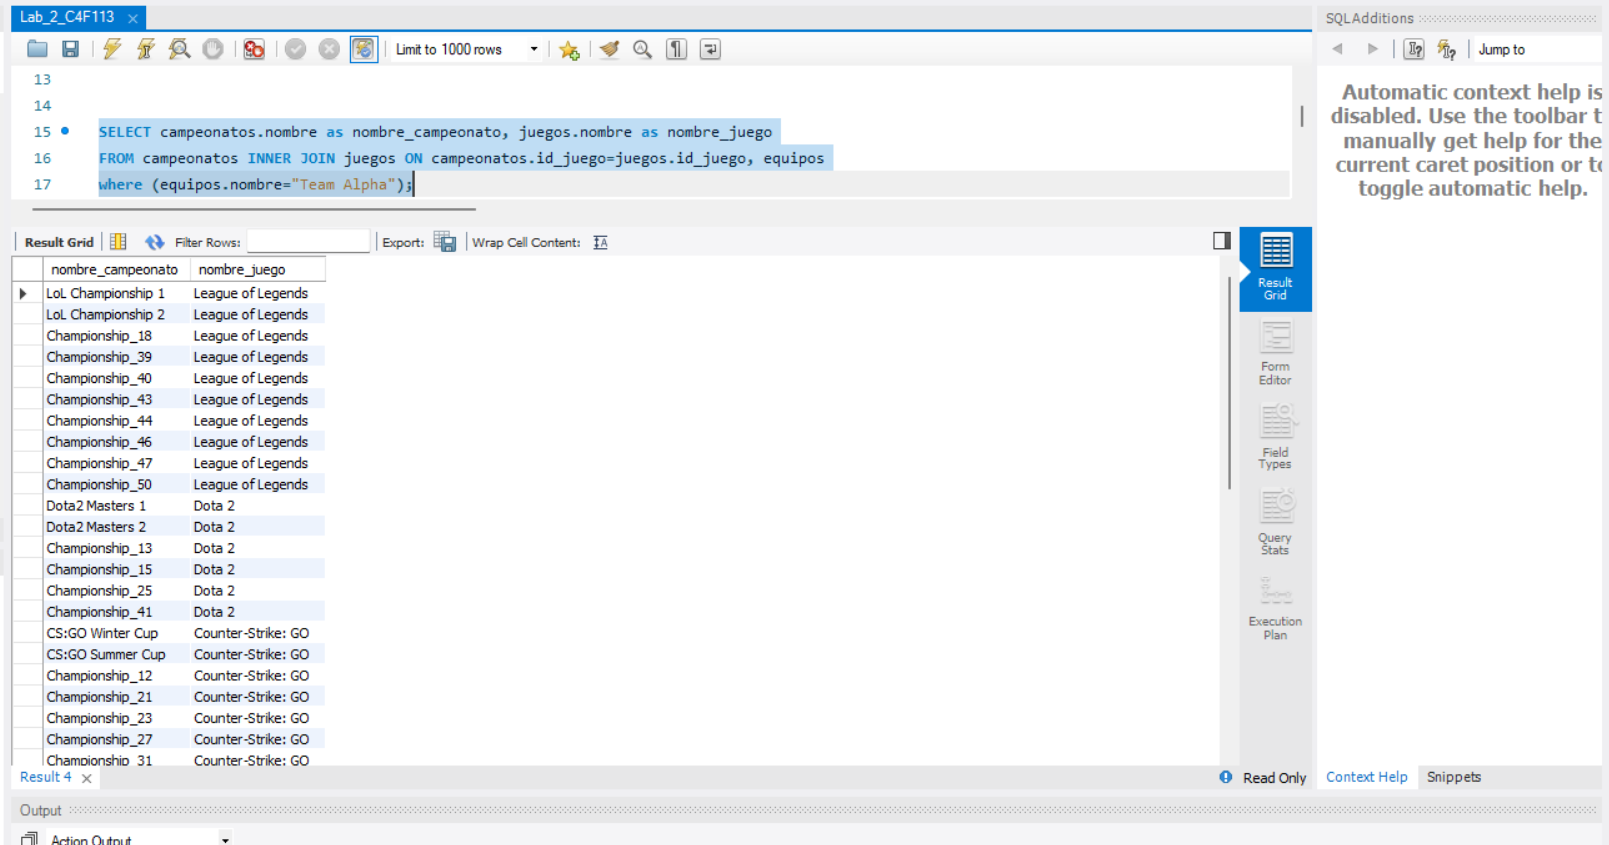 Lab_2_C4F113
SQLAdditions
Limit to 1000 rows
Jump to
13
14
15 SELECT campeonatos.nombre as nombre_campeonato, juegos.nombre as nombre_juego
16 FROM campeonatos INNER JOIN juegos ON campeonatos.id_juego=juegos.id_juego, equipos
17 where (equipos.nombre="Team Alpha");
Automatic context help is
disabled. Use the toolbar t
manually get help for the
current caret position or to
toggle automatic help.
Result Grid Filter Rows: Export: Wrap Cell Content:
nombre_campeonato nombre_juego
LoL Championship 1 League of Legends
LoL Championship 2 League of Legends
Championship_18 League of Legends
Championship_39 League of Legends
Championship_40 League of Legends
Championship_43 League of Legends
Championship_44 League of Legends
Championship_46 League of Legends
Championship_47 League of Legends
Championship_50 League of Legends
Dota2 Masters 1 Dota 2
Dota2 Masters 2 Dota 2
Championship_13 Dota 2
Championship_15 Dota 2
Championship_25 Dota 2
Championship_41 Dota 2
CS:GO Winter Cup Counter-Strike: GO
CS:GO Summer Cup Counter-Strike: GO
Championship_12 Counter-Strike: GO
Championship_21 Counter-Strike: GO
Championship_23 Counter-Strike: GO
Championship_27 Counter-Strike: GO
Championship_31 Counter-Strike: GO
Result
Grid
Form
Editor
Field
Types
Query
Stats
Execution
Plan
Result 4
Read Only
Context Help Snippets
Output
Action Output